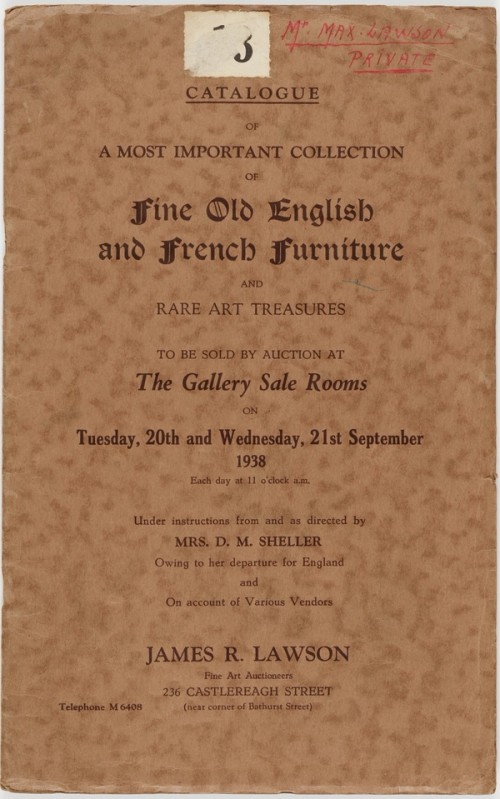 3
Mr. MAX. LAWSON
PRIVATE
CATALOGUE
OF
A MOST IMPORTANT COLLECTION
OF
Fine Old English
and French Furniture
AND
RARE ART TREASURES
TO BE SOLD BY AUCTION AT
The Gallery Sale Rooms
ON
Tuesday, 20th and Wednesday, 21st September
1938
Each day at 11 o'clock a.m.
Under instructions from and as directed by
MRS. D. M. SHELLER
Owing to her departure for England
and
On account of Various Vendors
JAMES R. LAWSON
Fine Art Auctioneers
236 CASTLEREAGH STREET
Telephone M 6408 (near corner of Bathurst Street)